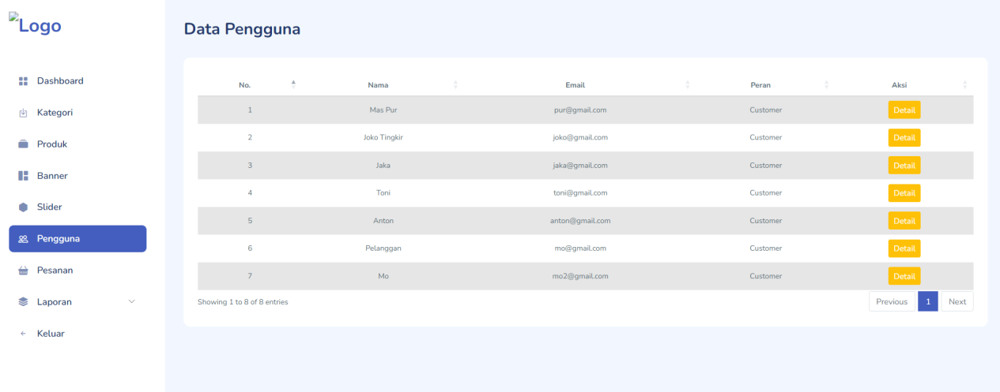 Logo
Data Pengguna
Dashboard
Kategori
Produk
Banner
Slider
Pengguna
Pesanan
Laporan
Keluar
No. Nama Email Peran Aksi
1 Mas Pur pur@gmail.com Customer Detail
2 Joko Tingkir joko@gmail.com Customer Detail
3 Jaka jaka@gmail.com Customer Detail
4 Toni toni@gmail.com Customer Detail
5 Anton anton@gmail.com Customer Detail
6 Pelanggan mo@gmail.com Customer Detail
7 Mo mo2@gmail.com Customer Detail
Showing 1 to 8 of 8 entries
Previous 1 Next